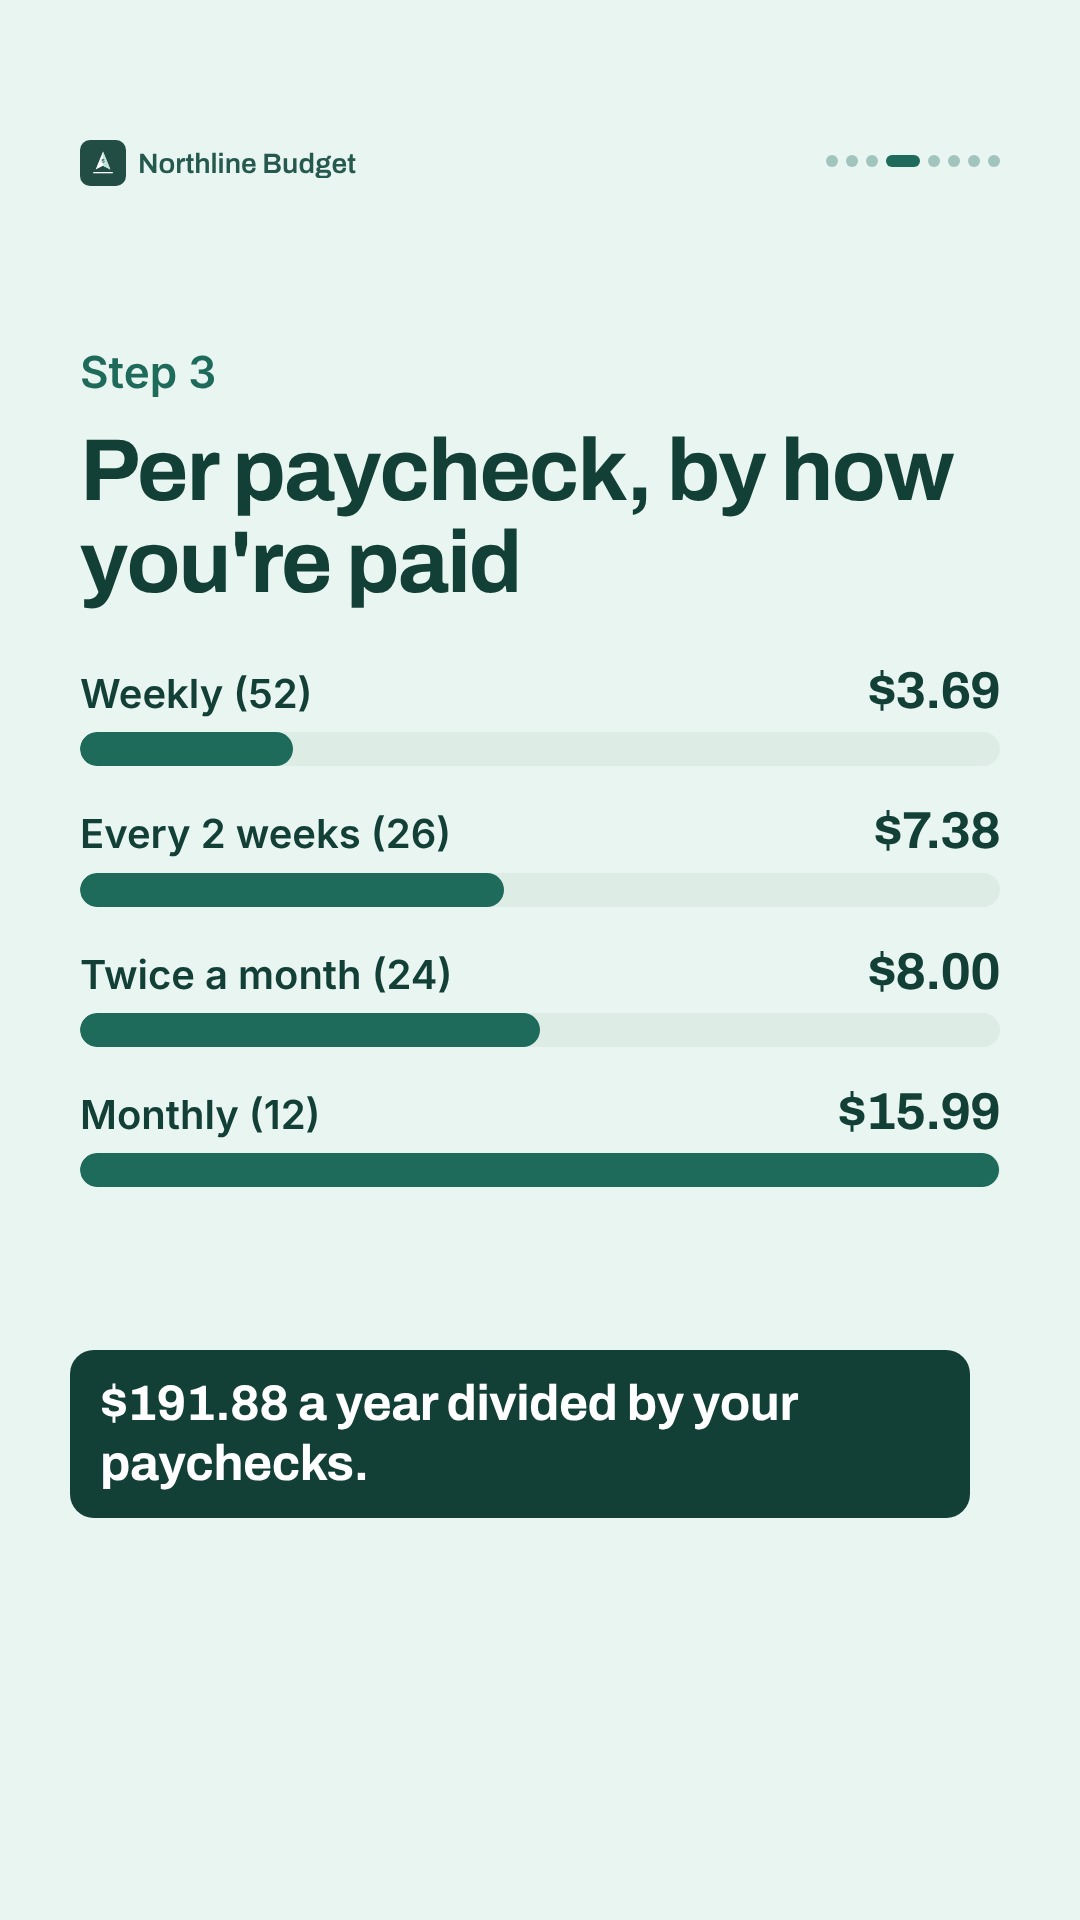 Northline Budget
Step 3
Per paycheck, by how
you're paid
Weekly (52) $3.69
Every 2 weeks (26) $7.38
Twice a month (24) $8.00
Monthly (12) $15.99
$191.88 a year divided by your
paychecks.